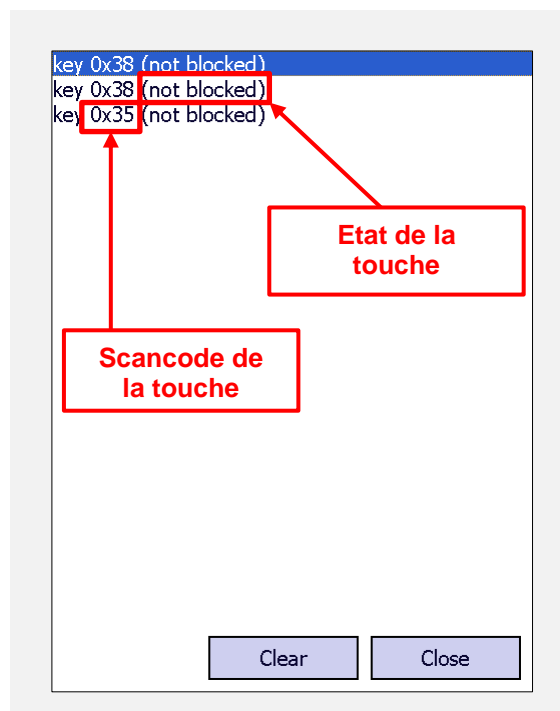 key 0x38 (not blocked)
key 0x38 (not blocked)
key 0x35 (not blocked)
Etat de la
touche
Scancode de
la touche
Clear
Close